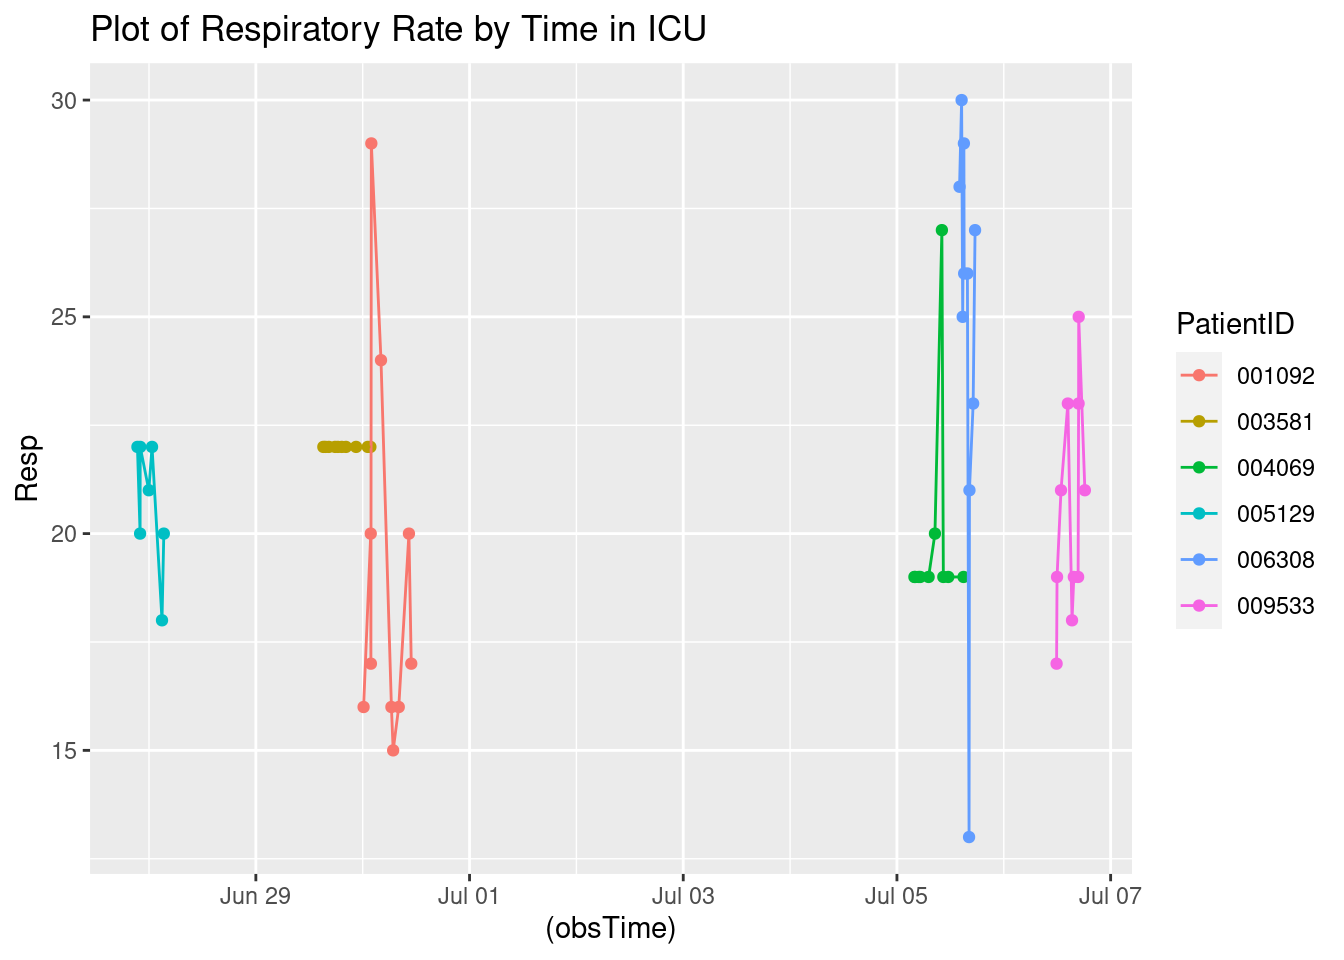 Plot of Respiratory Rate by Time in ICU
30
25
20
15
Resp
Jun 29
Jul 01
Jul 03
Jul 05
Jul 07
(obsTime)
PatientID
001092
003581
004069
005129
006308
009533